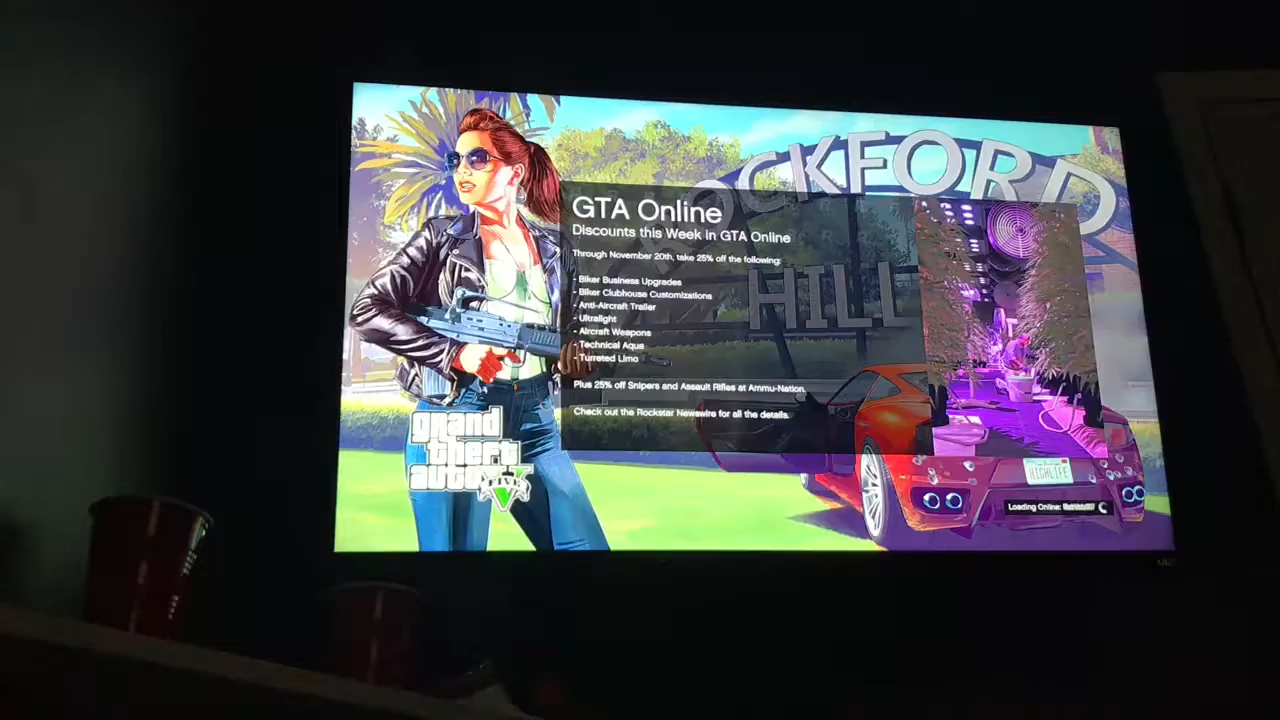 ROCKFORD
HILL
GTA Online
Discounts this Week in GTA Online
Through November 20th, take 25% off the following:
- Biker Business Upgrades
- Biker Clubhouse Customizations
- Anti-Aircraft Trailer
- Ultralight
- Aircraft Weapons
- Technical Aqua
- Turreted Limo
Plus 25% off Snipers and Assault Rifles at Ammu-Nation.
Check out the Rockstar Newswire for all the details.
grand
theft
auto V
FIVE
HIGHLIFE
Loading Online: